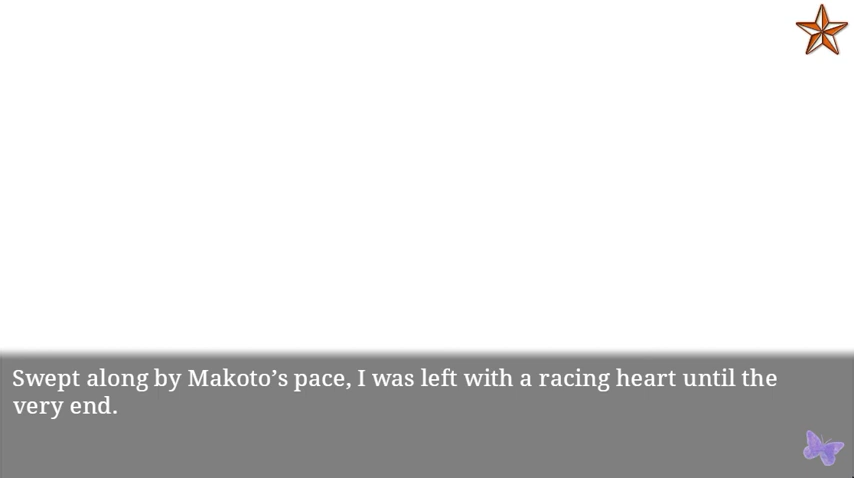 Swept along by Makoto’s pace, I was left with a racing heart until the
very end.